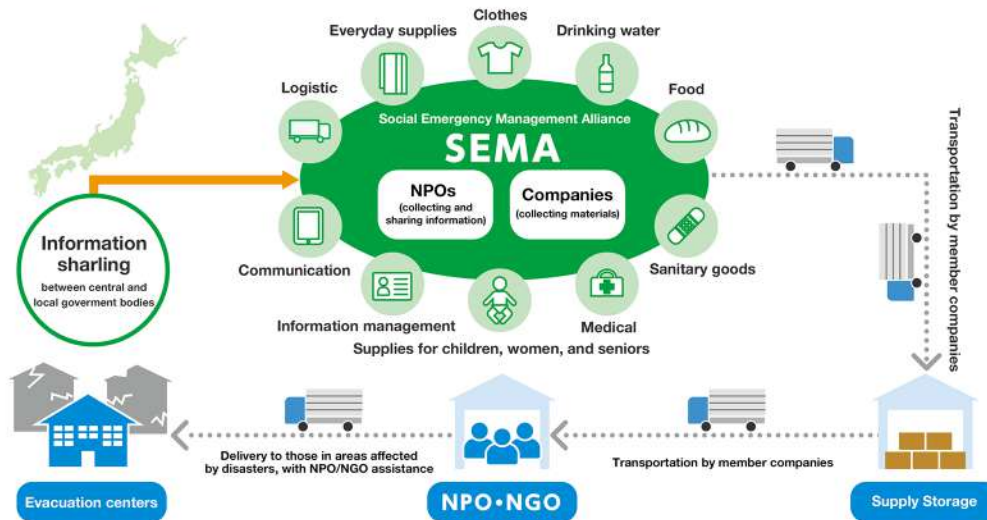 Clothes
Everyday supplies
Drinking water
Logistic
Food
Social Emergency Management Alliance
SEMA
NPOs
(collecting and
sharing information)
Companies
(collecting materials)
Transportation by member companies
Information
sharling
between central and
local goverment bodies
Communication
Sanitary goods
Information management
Medical
Supplies for children, women, and seniors
Delivery to those in areas affected
by disasters, with NPO/NGO assistance
Transportation by member companies
Evacuation centers
NPO•NGO
Supply Storage